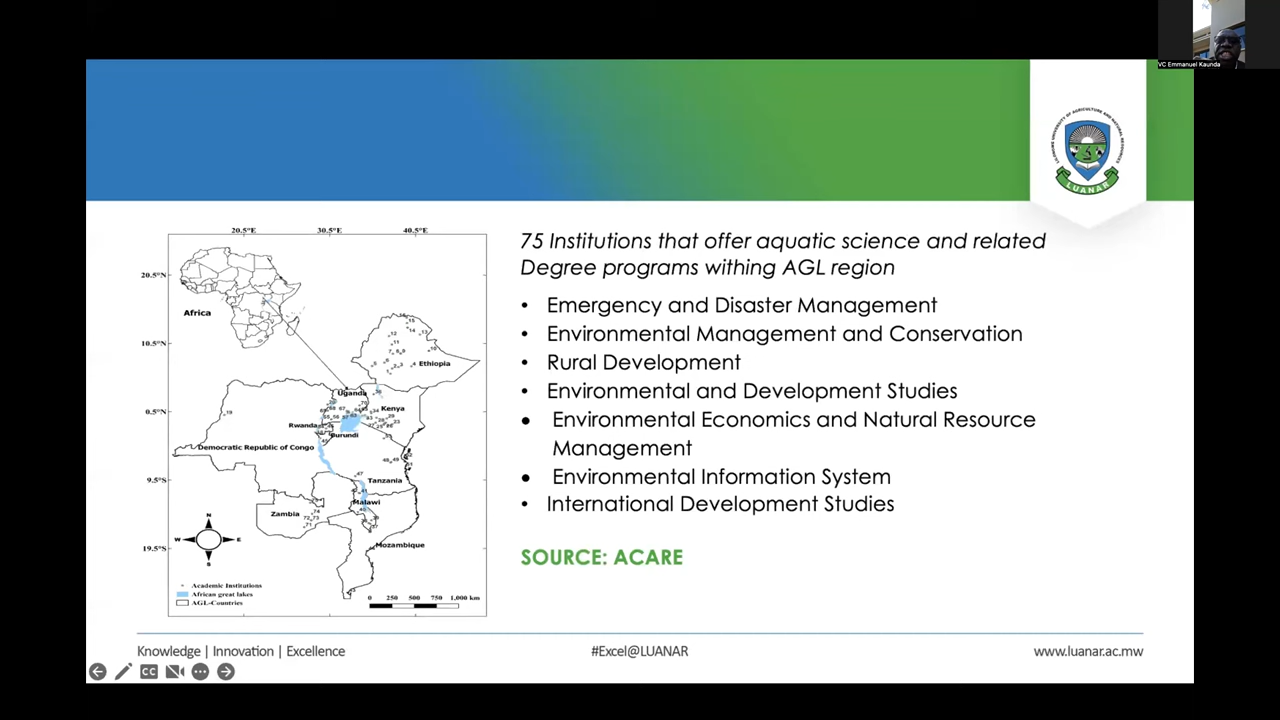 VC Emmanuel Kaunda
LUANAR
75 Institutions that offer aquatic science and related
Degree programs withing AGL region
• Emergency and Disaster Management
• Environmental Management and Conservation
• Rural Development
• Environmental and Development Studies
• Environmental Economics and Natural Resource
Management
• Environmental Information System
• International Development Studies
SOURCE: ACARE
20.5°E 30.5°E 40.5°E
20.5°N
10.5°N
0.5°N
9.5°S
19.5°S
Africa
Ethiopia
Uganda
Kenya
Rwanda
Burundi
Democratic Republic of Congo
Tanzania
Malawi
Zambia
Mozambique
N
W E
S
Academic Institutions
African great lakes
AGL-Countries
0 250 500 750 1,000 km
Knowledge | Innovation | Excellence
#Excel@LUANAR
www.luanar.ac.mw
CC